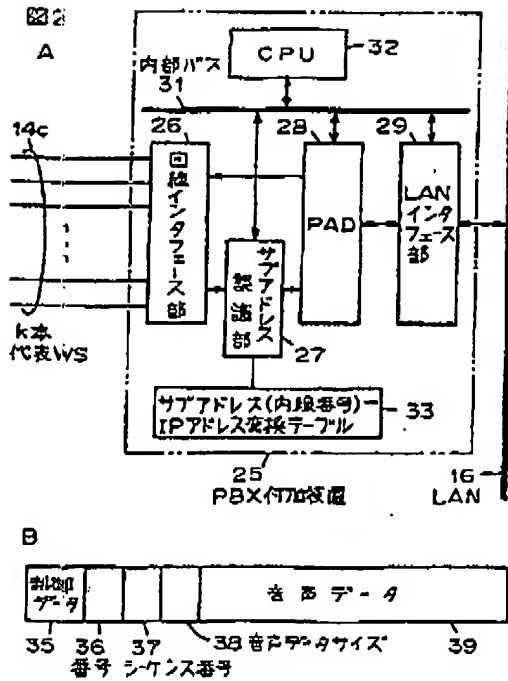 図2
A
CPU
32
内部バス
31
14c
26
28
29
回線インタフェース部
PAD
LANインタフェース部
サブアドレス
認識部
27
k本
代表WS
サブアドレス(内線番号)-
IPアドレス変換テーブル
33
25
PBX付加装置
16
LAN
B
制御
データ
音声データ
35
36
37
38 音声データサイズ
39
番号 シーケンス番号